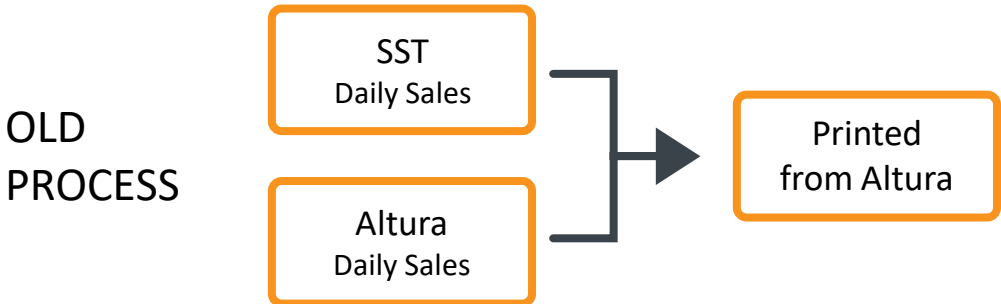 OLD
PROCESS
SST
Daily Sales
Altura
Daily Sales
Printed
from Altura